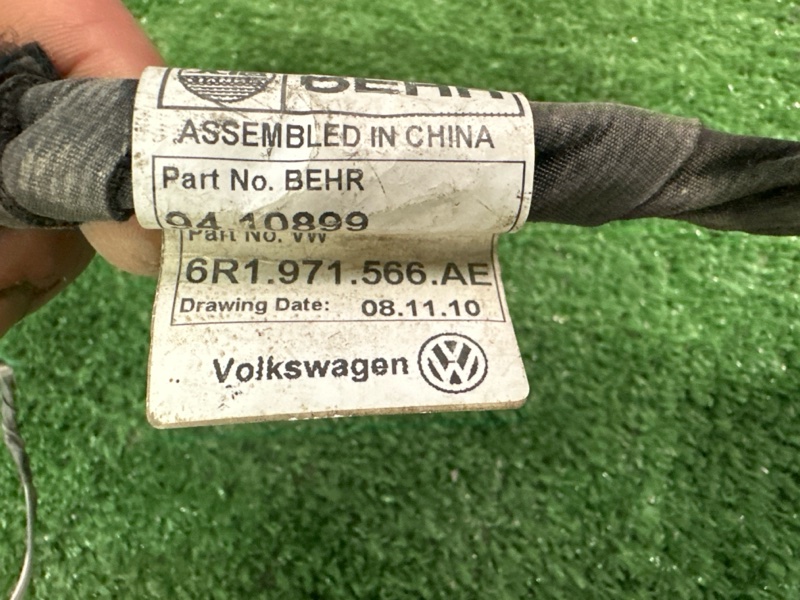 BEHR
ASSEMBLED IN CHINA
Part No. BEHR
94 10899
Part No. VW
6R1.971.566.AE
Drawing Date: 08.11.10
Volkswagen